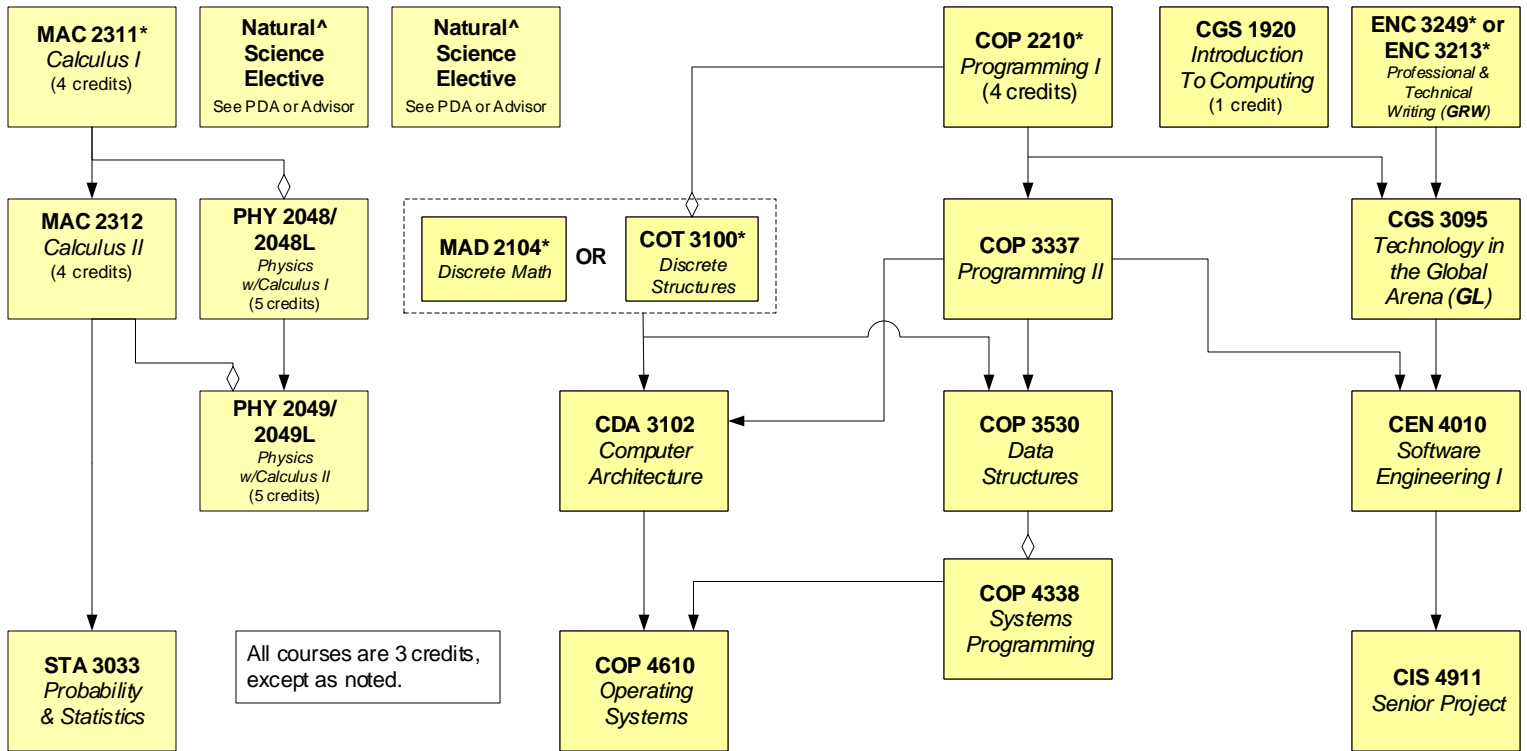 MAC 2311*
Calculus I
(4 credits)
Natural^
Science
Elective
See PDA or Advisor
Natural^
Science
Elective
See PDA or Advisor
COP 2210*
Programming I
(4 credits)
CGS 1920
Introduction
To Computing
(1 credit)
ENC 3249* or
ENC 3213*
Professional &
Technical
Writing (GRW)
MAC 2312
Calculus II
(4 credits)
PHY 2048/
2048L
Physics
w/Calculus I
(5 credits)
MAD 2104*
Discrete Math
OR
COT 3100*
Discrete
Structures
COP 3337
Programming II
CGS 3095
Technology in
the Global
Arena (GL)
PHY 2049/
2049L
Physics
w/Calculus II
(5 credits)
CDA 3102
Computer
Architecture
COP 3530
Data
Structures
CEN 4010
Software
Engineering I
COP 4338
Systems
Programming
STA 3033
Probability
& Statistics
All courses are 3 credits,
except as noted.
COP 4610
Operating
Systems
CIS 4911
Senior Project